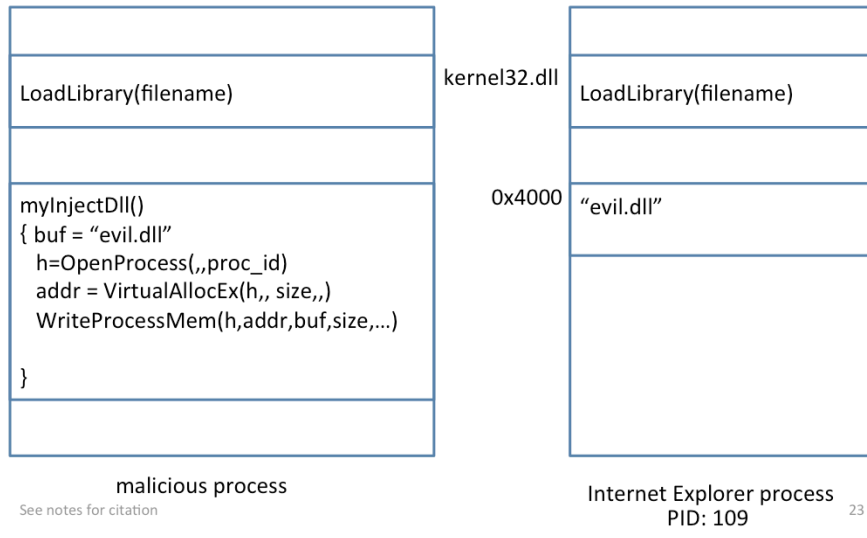 LoadLibrary(filename)
kernel32.dll
LoadLibrary(filename)
0x4000
"evil.dll"
myInjectDll()
{ buf = “evil.dll”
h=OpenProcess(,,proc_id)
addr = VirtualAllocEx(h,, size,,)
WriteProcessMem(h,addr,buf,size,...)
}
malicious process
Internet Explorer process
PID: 109
See notes for citation
23